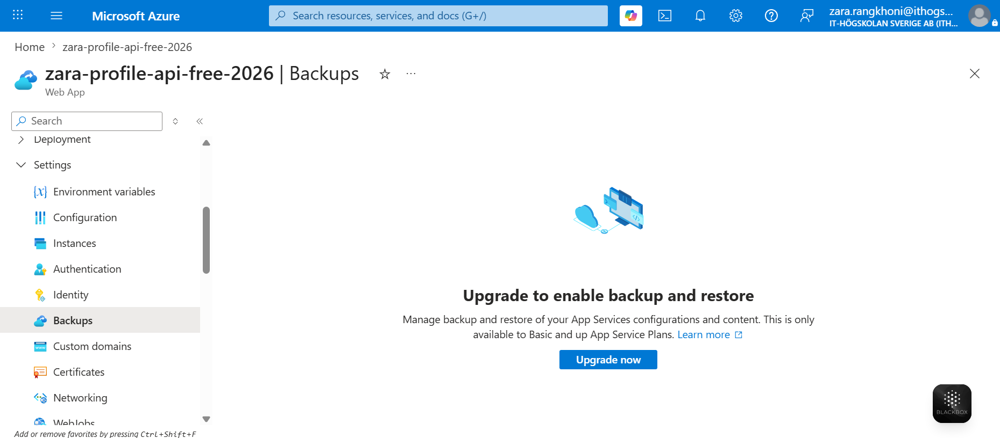 Microsoft Azure
Search resources, services, and docs (G+/)
zara.rangkhoni@ithogs...
IT-HÖGSKOLAN SVERIGE AB (ITH...
Home > zara-profile-api-free-2026
zara-profile-api-free-2026 | Backups
Web App
Search
Deployment
Settings
Environment variables
Configuration
Instances
Authentication
Identity
Backups
Custom domains
Certificates
Networking
WebJobs
Add or remove favorites by pressing Ctrl+Shift+F
Upgrade to enable backup and restore
Manage backup and restore of your App Services configurations and content. This is only
available to Basic and up App Service Plans. Learn more
Upgrade now
BLACKBOX